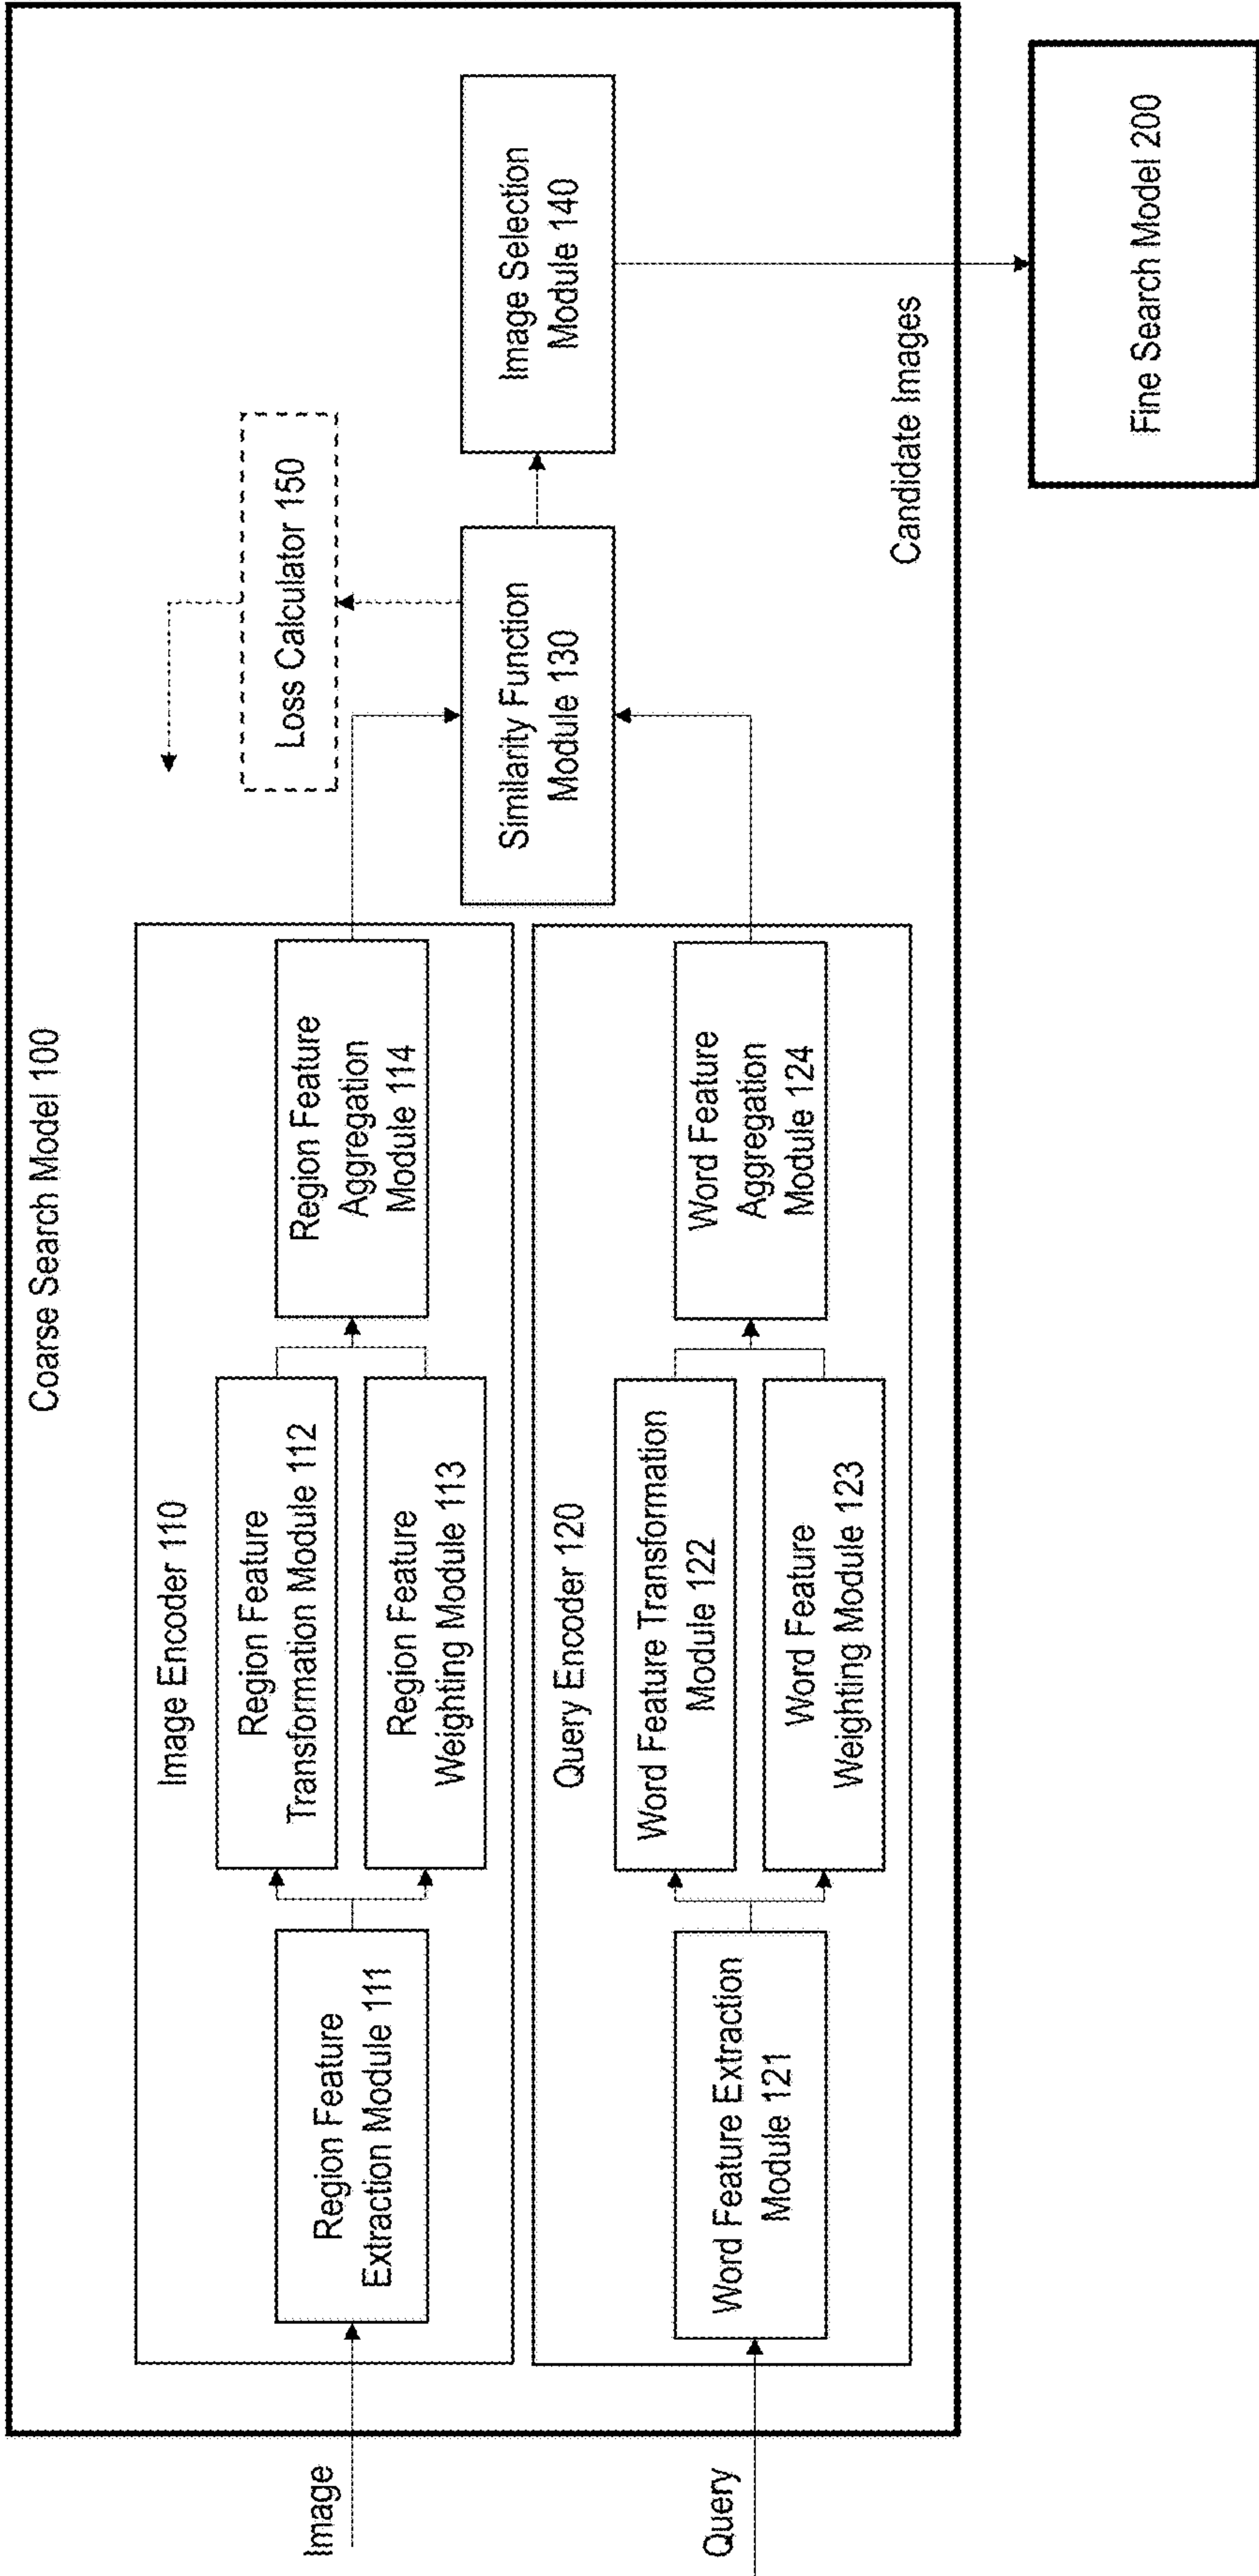 Coarse Search Model 100
Image
Image Encoder 110
Region Feature
Extraction Module 111
Region Feature
Transformation Module 112
Region Feature
Weighting Module 113
Region Feature
Aggregation
Module 114
Query
Query Encoder 120
Word Feature Extraction
Module 121
Word Feature Transformation
Module 122
Word Feature
Weighting Module 123
Word Feature
Aggregation
Module 124
Loss Calculator 150
Similarity Function
Module 130
Image Selection
Module 140
Candidate Images
Fine Search Model 200